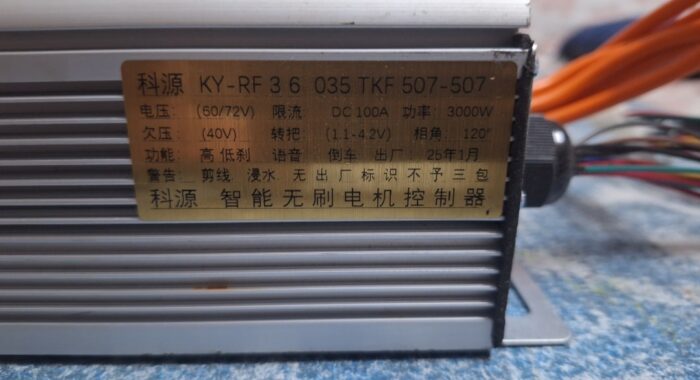 科源 KY-RF 3 6 035 TKF 507-507
电压: (60/72V) 限流: DC 100A 功率: 3000W
欠压: (40V) 转把: (1.1-4.2V) 相角: 120°
功能: 高 低刹 语音 倒车 出厂: 25年1月
警告: 剪线 浸水 无出厂标识不予三包
科源 智能无刷电机控制器